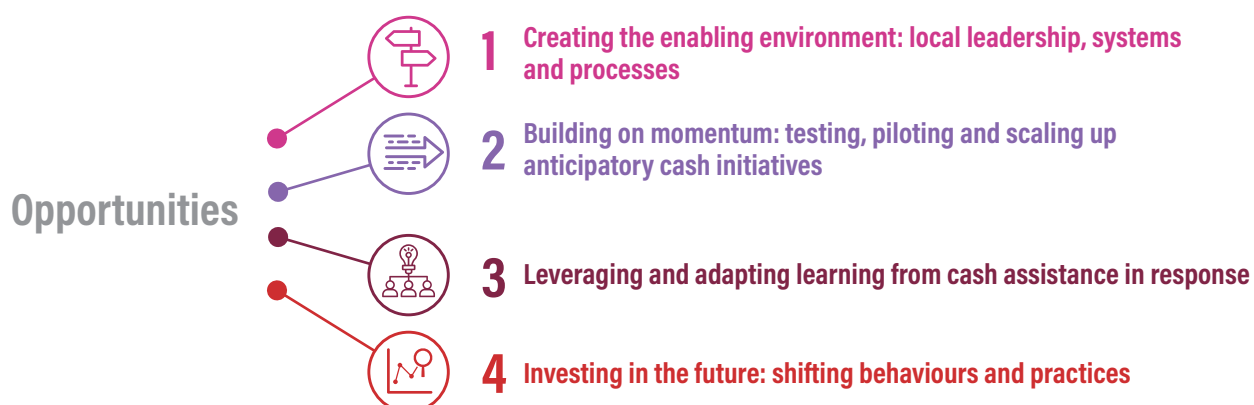 Opportunities
1
Creating the enabling environment: local leadership, systems
and processes
2
Building on momentum: testing, piloting and scaling up
anticipatory cash initiatives
3
Leveraging and adapting learning from cash assistance in response
4
Investing in the future: shifting behaviours and practices